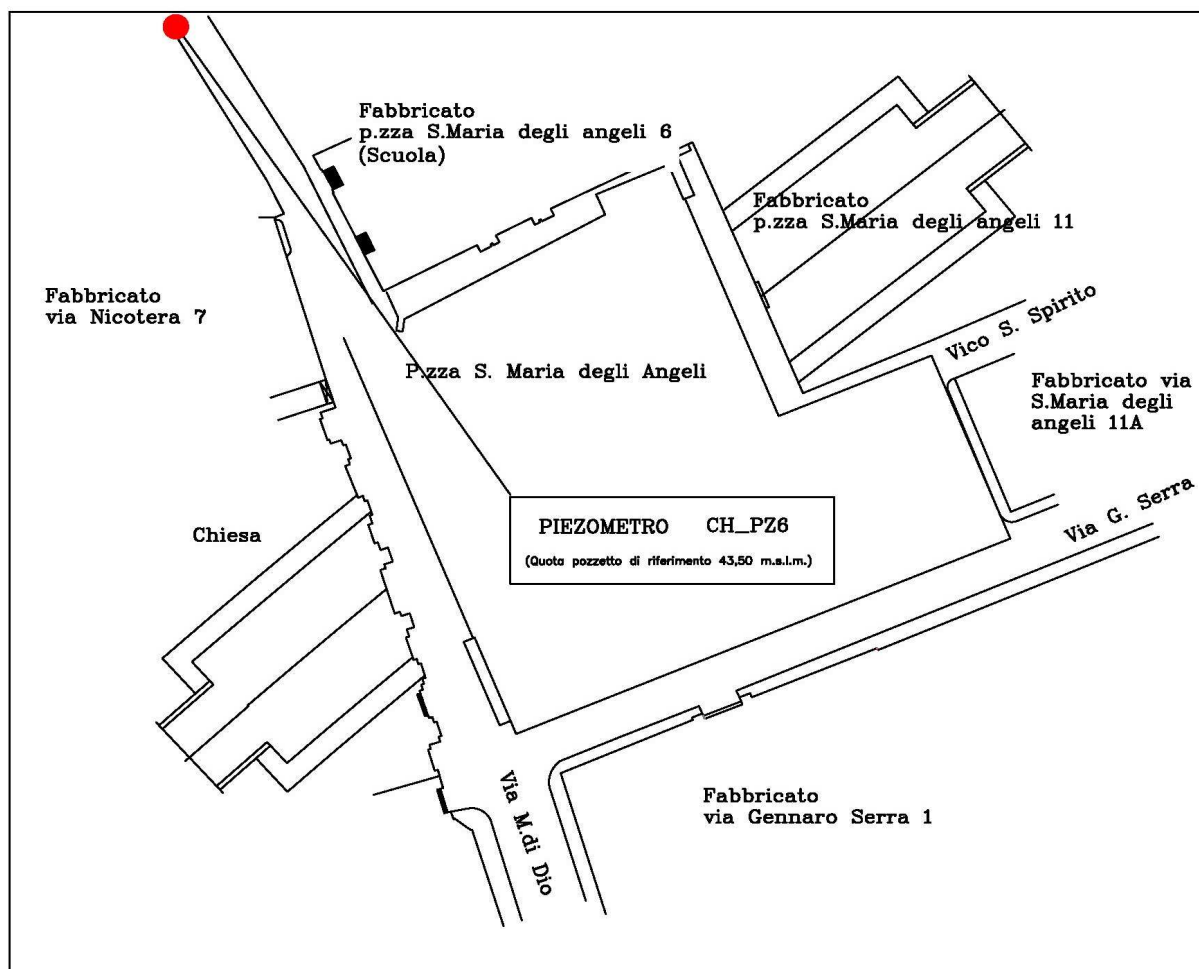 Fabbricato
p.zza S.Maria degli angeli 6
(Scuola)
Fabbricato
p.zza S.Maria degli angeli 11
Fabbricato
via Nicotera 7
Vico S. Spirito
P.zza S. Maria degli Angeli
Fabbricato via
S.Maria degli
angeli 11A
Via G. Serra
PIEZOMETRO CH_PZ6
(Quota pozzetto di riferimento 43,50 m.s.l.m.)
Chiesa
Via M.di Dio
Fabbricato
via Gennaro Serra 1